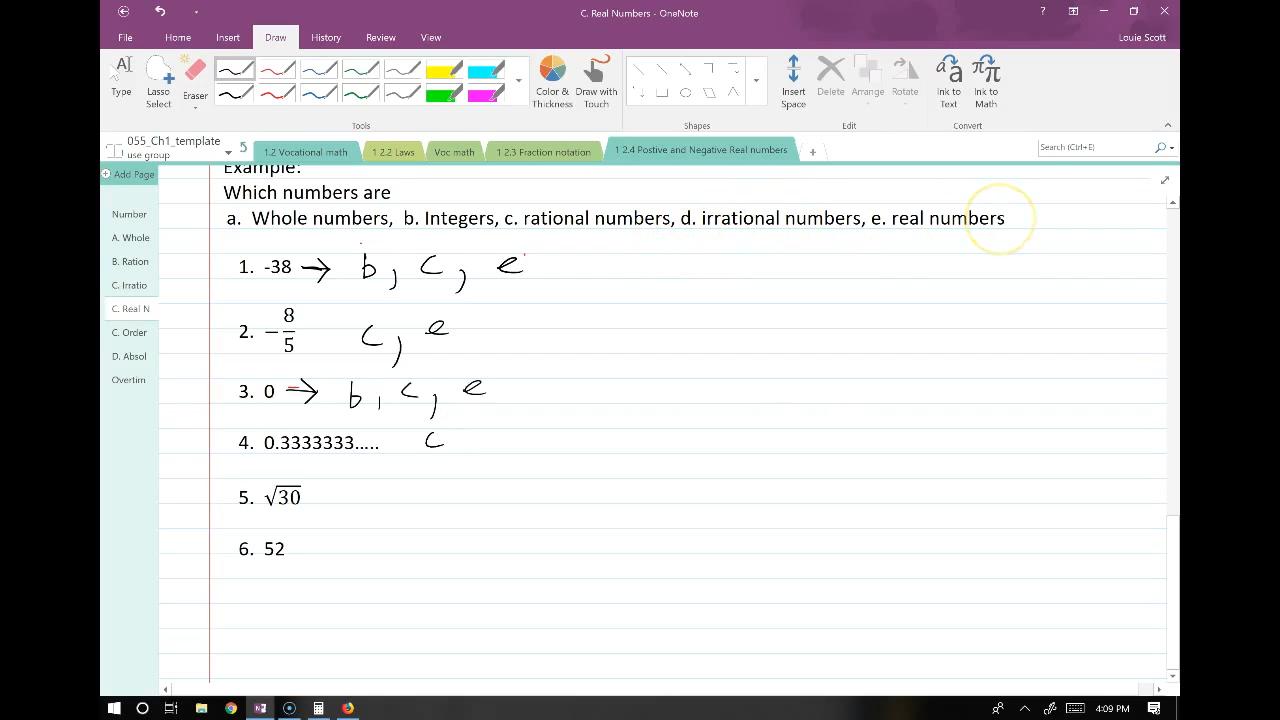 C. Real Numbers - OneNote
?
File Home Insert Draw History Review View Louie Scott
Type Lasso Select Eraser Color & Thickness Draw with Touch Insert Space Delete Arrange Rotate Ink to Text Ink to Math
Tools Shapes Edit Convert
055_Ch1_template
use group
1.2 Vocational math 1.2.2 Laws Voc math 1.2.3 Fraction notation 1 2.4 Postive and Negative Real numbers + Search (Ctrl+E)
Add Page
Number
A. Whole
B. Ration
C. Irratio
C. Real N
C. Order
D. Absol
Overtim
Example:
Which numbers are
a. Whole numbers, b. Integers, c. rational numbers, d. irrational numbers, e. real numbers
1. -38 → b, c, e
2. −8/5 c, e
3. 0 → b, c, e
4. 0.3333333..... c
5. √30
6. 52
4:09 PM